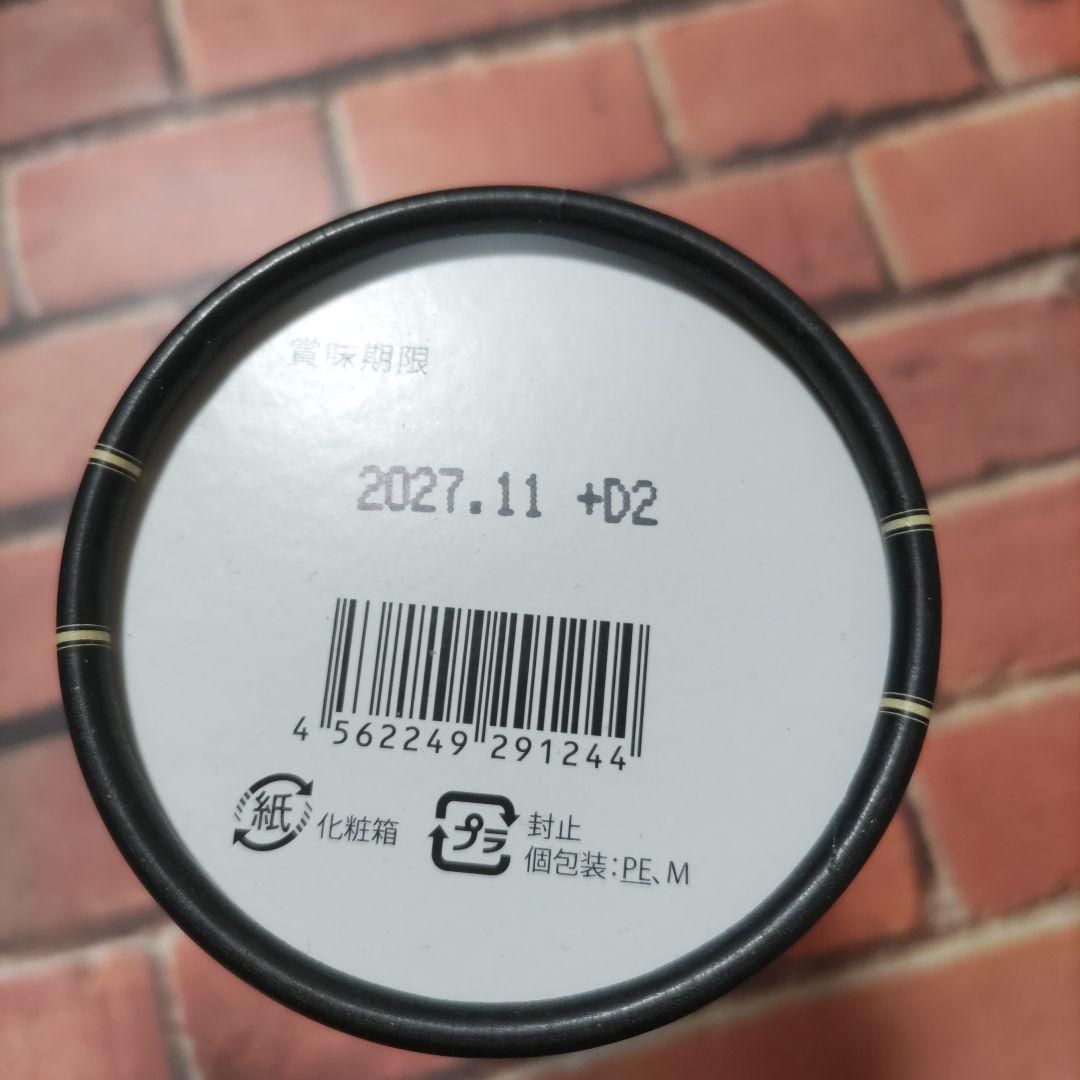 賞味期限
2027.11 +D2
4 562249 291244
紙 化粧箱
プラ 封止
個包装:PE、M